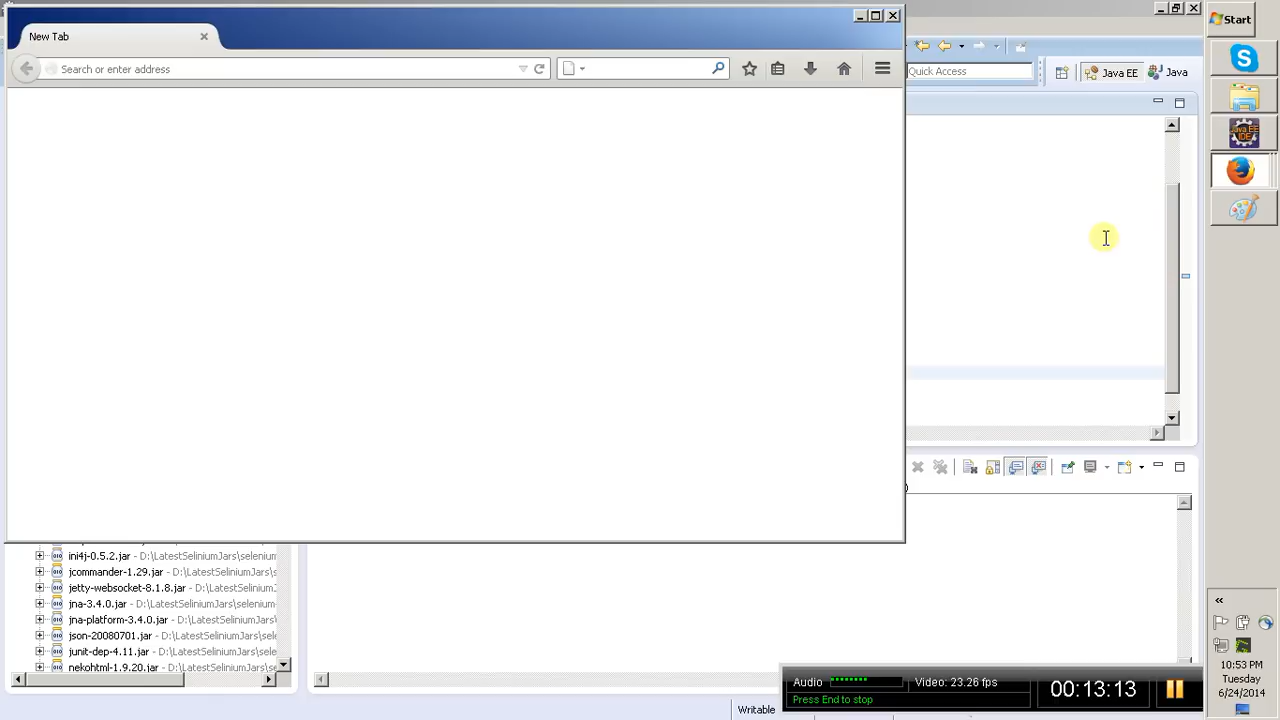 New Tab
Start
Search or enter address
Quick Access
Java EE
Java
Java EE
IDE
ini4j-0.5.2.jar - D:\LatestSeliniumJars\selenium
jcommander-1.29.jar - D:\LatestSeliniumJars\s
jetty-websocket-8.1.8.jar - D:\LatestSeliniumJ
jna-3.4.0.jar - D:\LatestSeliniumJars\selenium-
jna-platform-3.4.0.jar - D:\LatestSeliniumJars\
json-20080701.jar - D:\LatestSeliniumJars\sele
junit-dep-4.11.jar - D:\LatestSeliniumJars\sele
nekohtml-1.9.20.jar - D:\LatestSeliniumJars\se
Audio
Video: 23.26 fps
Press End to stop
00:13:13
Writable
10:53 PM
Tuesday